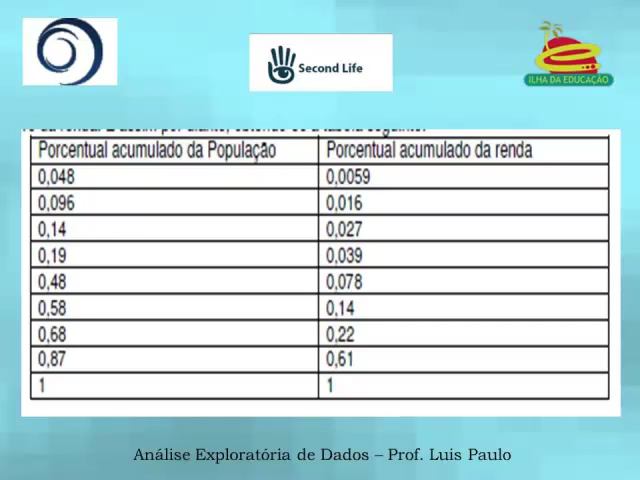 Second Life
ILHA DA EDUCAÇÃO
Porcentual acumulado da População Porcentual acumulado da renda
0,048 0,0059
0,096 0,016
0,14 0,027
0,19 0,039
0,48 0,078
0,58 0,14
0,68 0,22
0,87 0,61
1 1
Análise Exploratória de Dados – Prof. Luis Paulo